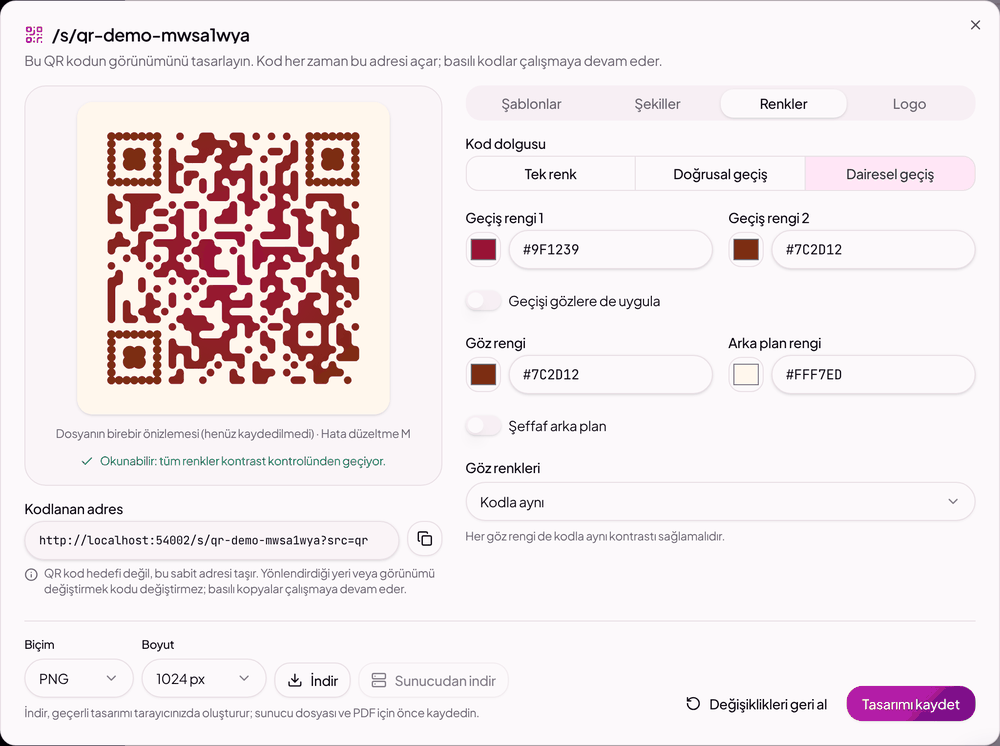 /s/qr-demo-mwsa1wya
Bu QR kodun görünümünü tasarlayın. Kod her zaman bu adresi açar; basılı kodlar çalışmaya devam eder.
Dosyanın birebir önizlemesi (henüz kaydedilmedi) · Hata düzeltme M
Okunabilir: tüm renkler kontrast kontrolünden geçiyor.
Kodlanan adres
http://localhost:54002/s/qr-demo-mwsa1wya?src=qr
QR kod hedefi değil, bu sabit adresi taşır. Yönlendirdiği yeri veya görünümü
değiştirmek kodu değiştirmez; basılı kopyalar çalışmaya devam eder.
Şablonlar Şekiller Renkler Logo
Kod dolgusu
Tek renk Doğrusal geçiş Dairesel geçiş
Geçiş rengi 1 Geçiş rengi 2
#9F1239 #7C2D12
Geçişi gözlere de uygula
Göz rengi Arka plan rengi
#7C2D12 #FFF7ED
Şeffaf arka plan
Göz renkleri
Kodla aynı
Her göz rengi de kodla aynı kontrastı sağlamalıdır.
Biçim Boyut
PNG 1024 px İndir Sunucudan indir
İndir, geçerli tasarımı tarayıcınızda oluşturur; sunucu dosyası ve PDF için önce kaydedin.
Değişiklikleri geri al Tasarımı kaydet